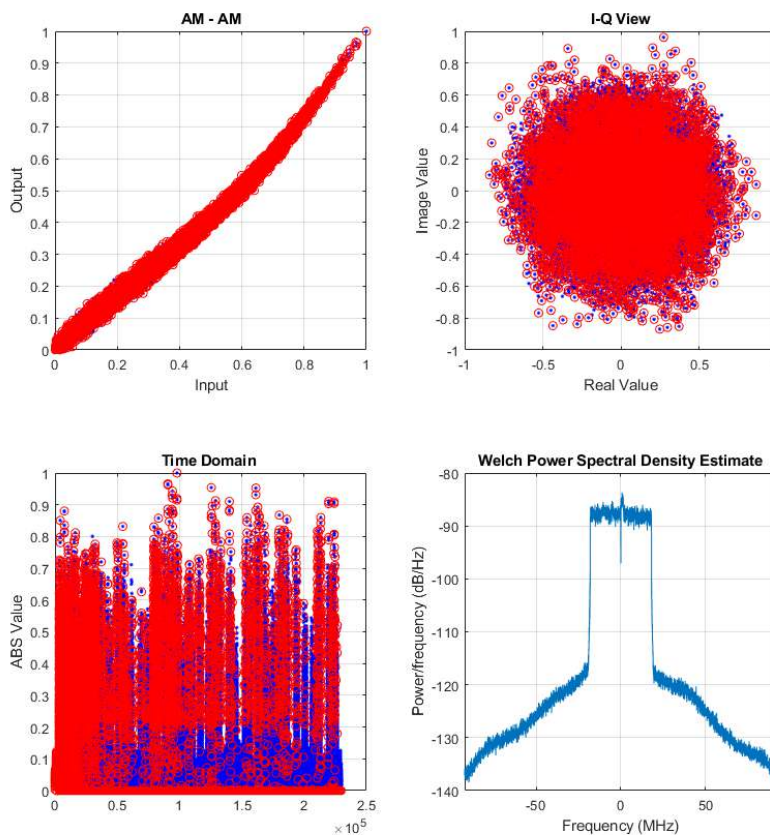 AM - AM
1
0.9
0.8
0.7
0.6
0.5
0.4
0.3
0.2
0.1
0
Output
0 0.2 0.4 0.6 0.8 1
Input
I-Q View
1
0.8
0.6
0.4
0.2
0
-0.2
-0.4
-0.6
-0.8
-1
Image Value
-1 -0.5 0 0.5
Real Value
Time Domain
1
0.9
0.8
0.7
0.6
0.5
0.4
0.3
0.2
0.1
0
ABS Value
0 0.5 1 1.5 2 2.5
× 10^5
Welch Power Spectral Density Estimate
-80
-90
-100
-110
-120
-130
-140
Power/frequency (dB/Hz)
-50 0 50
Frequency (MHz)